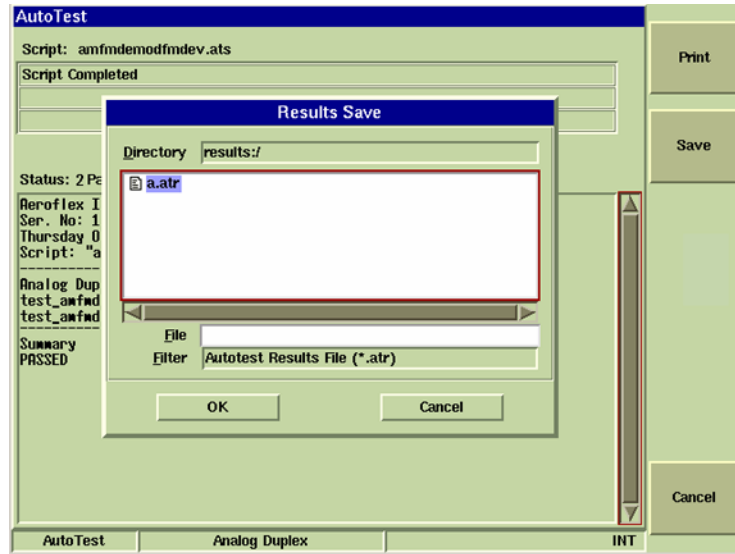 AutoTest
Script: amfmdemodfmdev.ats
Script Completed
Print
Results Save
Directory results:/
Save
Status: 2 Pa
a.atr
Aeroflex I
Ser. No: 1
Thursday 0
Script: "a
Analog Dup
test_amfmd
test_amfmd
Summary
PASSED
File
Filter Autotest Results File (*.atr)
OK Cancel
Cancel
AutoTest Analog Duplex INT